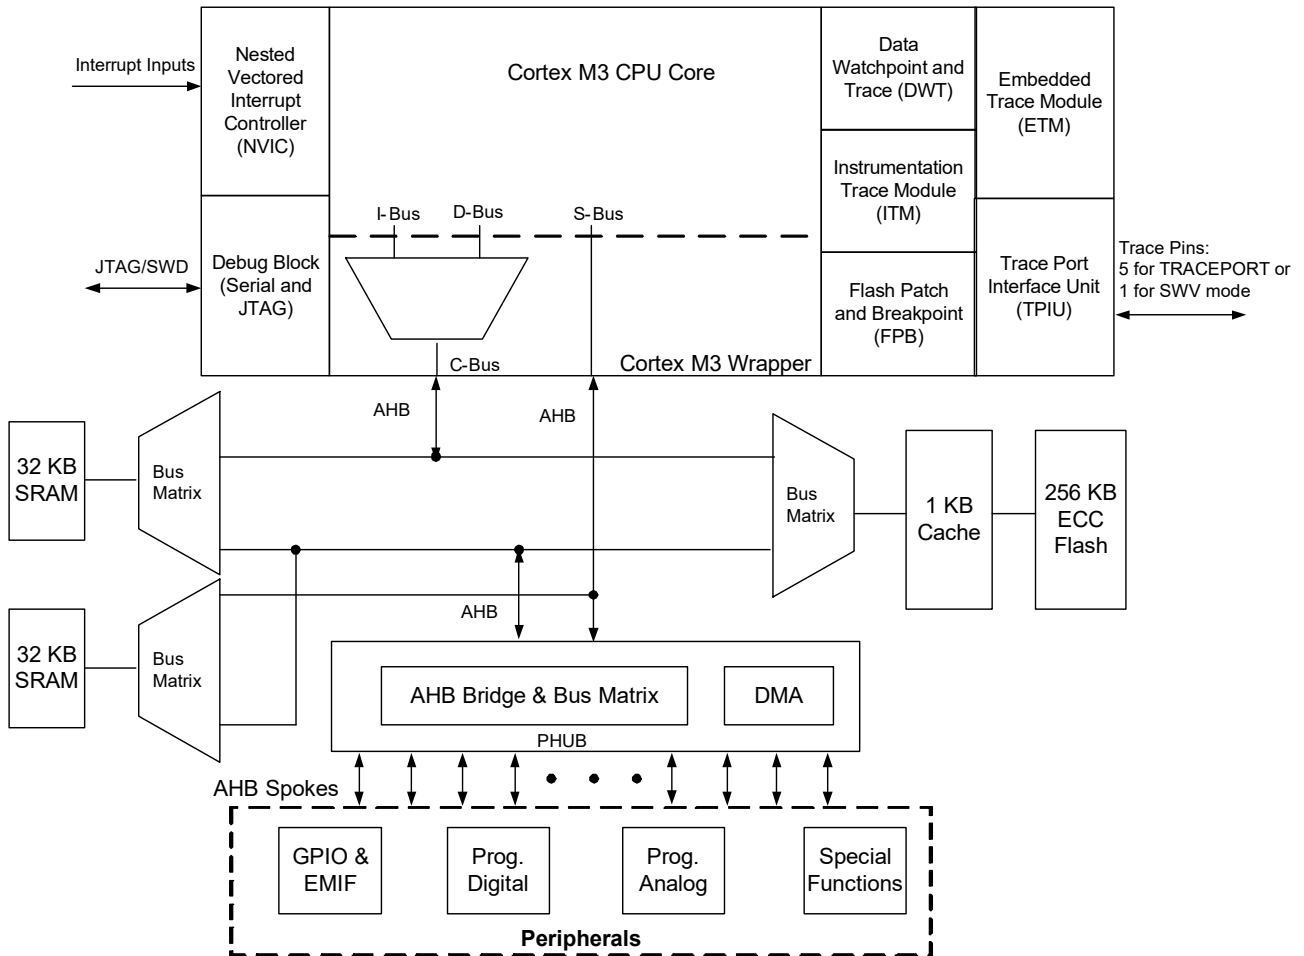 Interrupt Inputs
Nested
Vectored
Interrupt
Controller
(NVIC)
Cortex M3 CPU Core
Data
Watchpoint and
Trace (DWT)
Embedded
Trace Module
(ETM)
Instrumentation
Trace Module
(ITM)
I-Bus
D-Bus
S-Bus
JTAG/SWD
Debug Block
(Serial and
JTAG)
Flash Patch
and Breakpoint
(FPB)
Trace Port
Interface Unit
(TPIU)
Trace Pins:
5 for TRACEPORT or
1 for SWV mode
C-Bus
Cortex M3 Wrapper
AHB
AHB
32 KB
SRAM
Bus
Matrix
Bus
Matrix
1 KB
Cache
256 KB
ECC
Flash
AHB
32 KB
SRAM
Bus
Matrix
AHB Bridge & Bus Matrix
DMA
PHUB
AHB Spokes
GPIO &
EMIF
Prog.
Digital
Prog.
Analog
Special
Functions
Peripherals